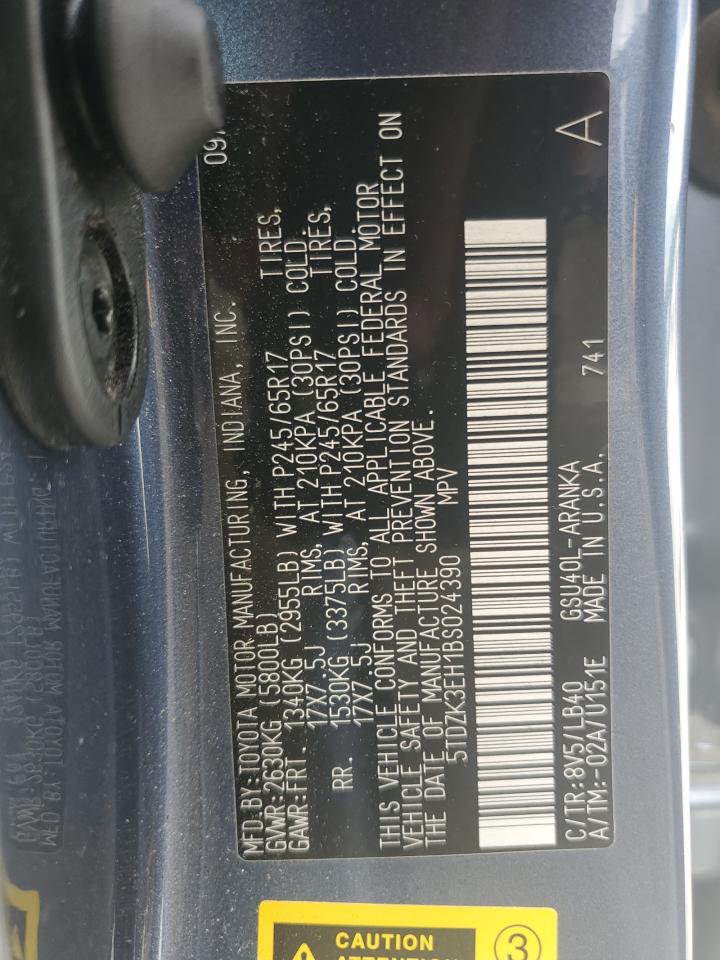 MFD.BY:TOYOTA MOTOR MANUFACTURING, INDIANA, INC. 09/
GVWR:2630KG (5800LB)
GAWR:FRT. 1340KG (2955LB) WITH P245/65R17 TIRES,
17X7.5J RIMS, AT 210KPA (30PSI) COLD.
RR. 1530KG (3375LB) WITH P245/65R17 TIRES,
17X7.5J RIMS, AT 210KPA (30PSI) COLD.
THIS VEHICLE CONFORMS TO ALL APPLICABLE FEDERAL MOTOR
VEHICLE SAFETY AND THEFT PREVENTION STANDARDS IN EFFECT ON
THE DATE OF MANUFACTURE SHOWN ABOVE.
5TDZK3EH1BS024390 MPV
C/TR:8V5/LB40 GSU40L-ARANKA 741 A
A/TM:-02A/U151E MADE IN U.S.A.
CAUTION
3